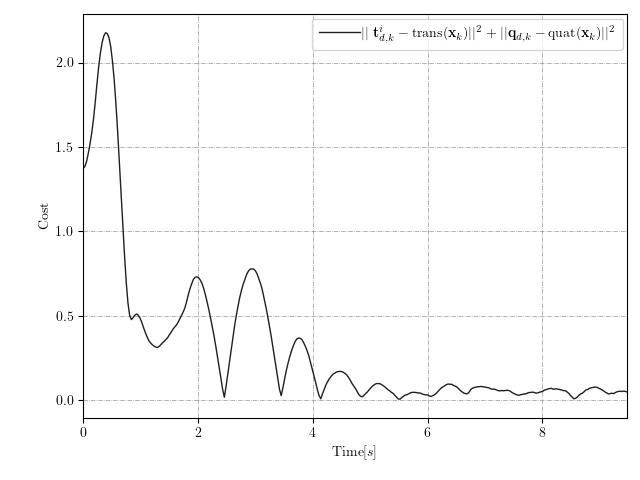 || t^i_{d,k} − trans(x_k)||^2 + ||q_{d,k} − quat(x_k)||^2
2.0
1.5
1.0
0.5
0.0
Cost
0 2 4 6 8
Time[s]